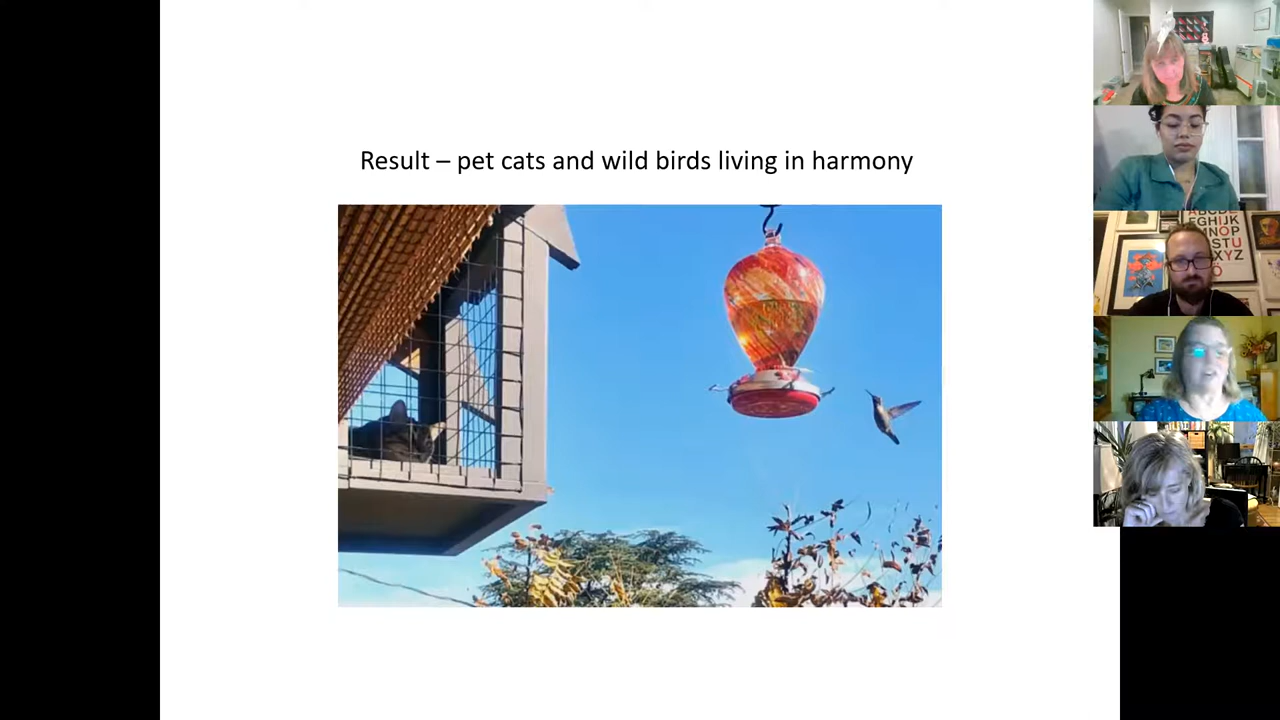 Result – pet cats and wild birds living in harmony